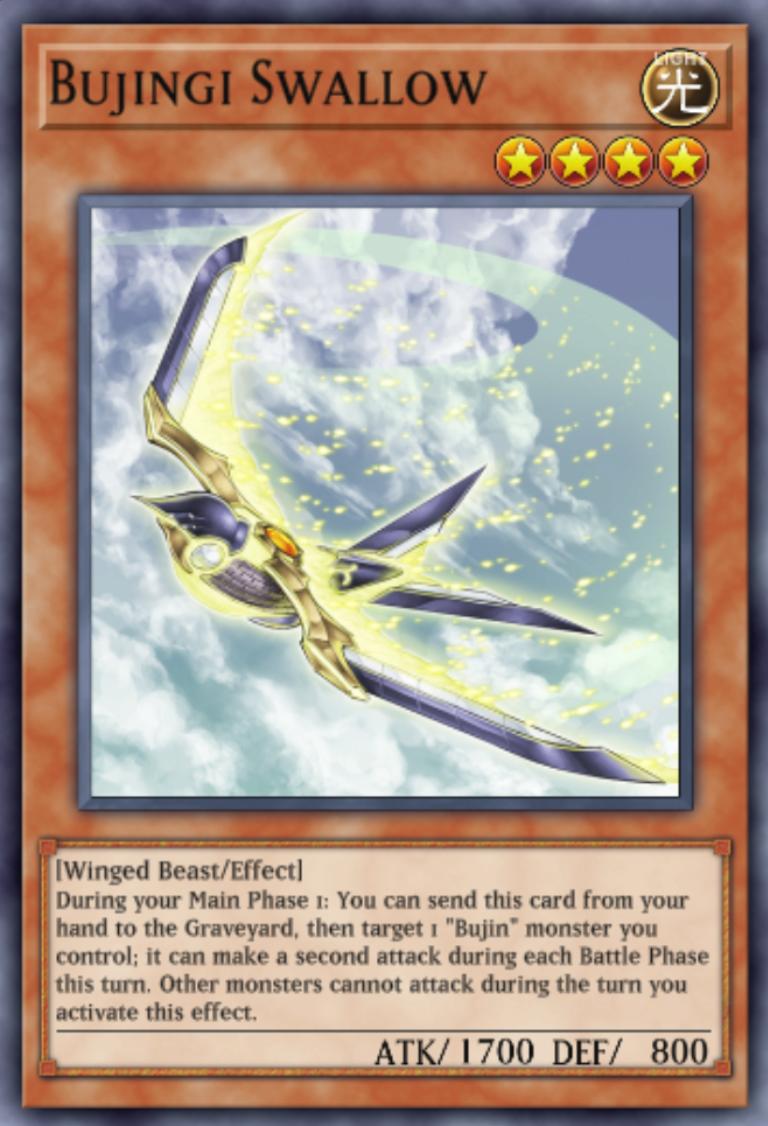 Bujingi Swallow
LIGHT
光
[Winged Beast/Effect]
During your Main Phase 1: You can send this card from your
hand to the Graveyard, then target 1 "Bujin" monster you
control; it can make a second attack during each Battle Phase
this turn. Other monsters cannot attack during the turn you
activate this effect.
ATK/ 1700 DEF/ 800